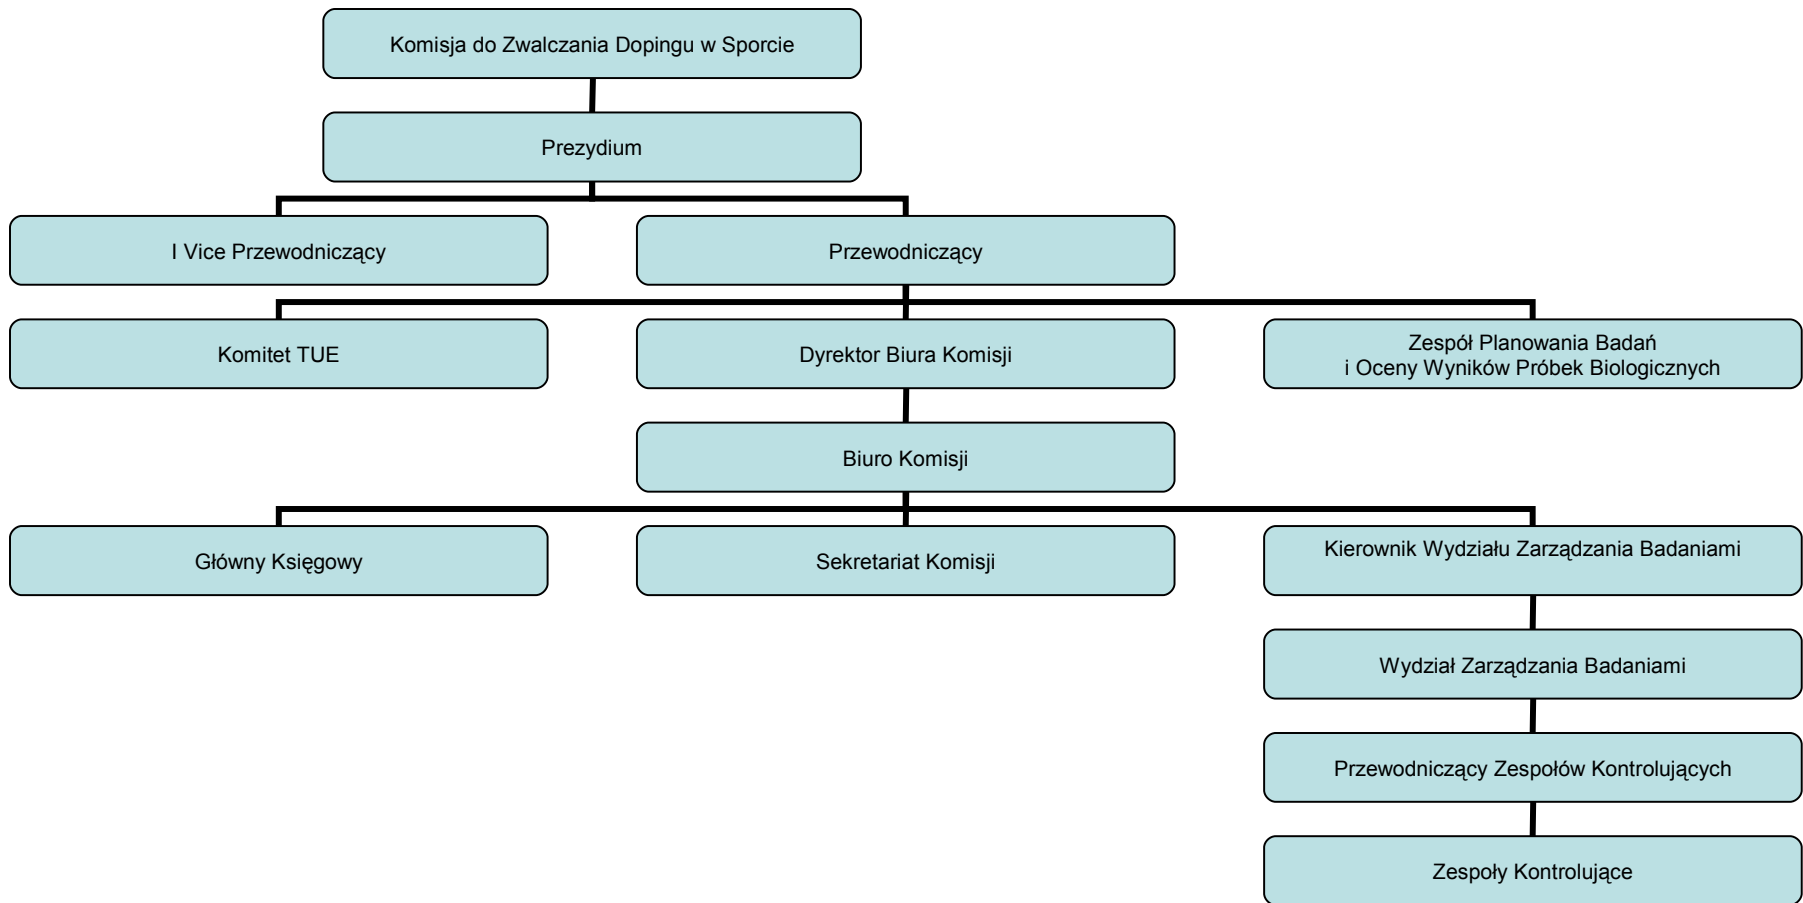 Komisja do Zwalczania Dopingu w Sporcie
Prezydium
I Vice Przewodniczący
Przewodniczący
Komitet TUE
Dyrektor Biura Komisji
Zespół Planowania Badań
i Oceny Wyników Próbek Biologicznych
Biuro Komisji
Główny Księgowy
Sekretariat Komisji
Kierownik Wydziału Zarządzania Badaniami
Wydział Zarządzania Badaniami
Przewodniczący Zespołów Kontrolujących
Zespoły Kontrolujące